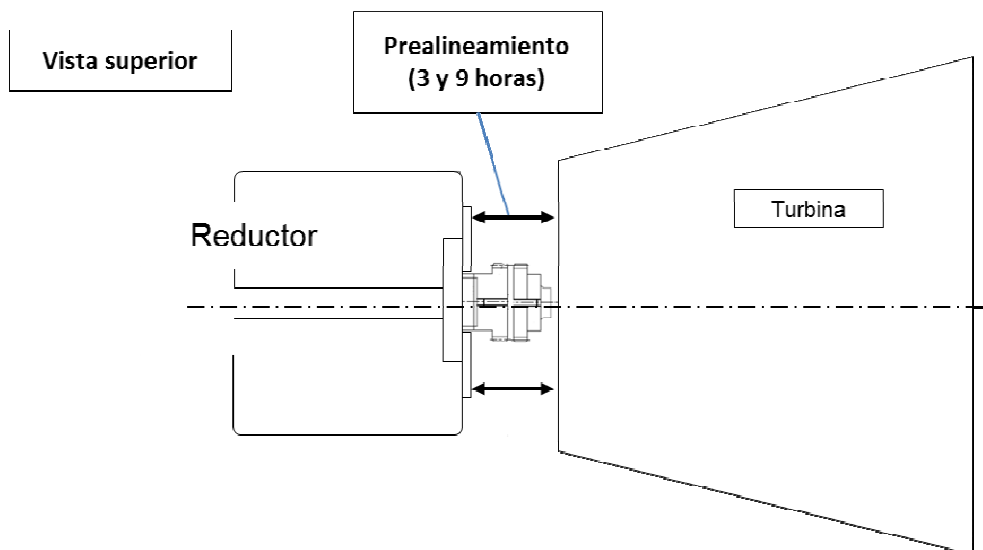 Vista superior
Prealineamiento
(3 y 9 horas)
Turbina
Reductor